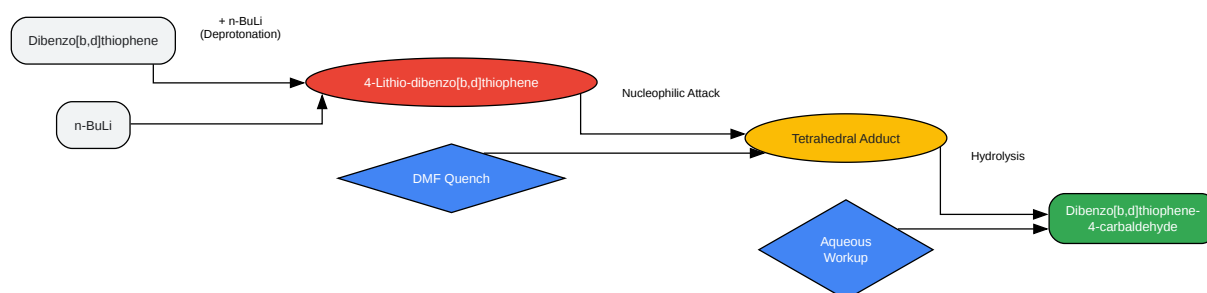 Dibenzo[b,d]thiophene
+ n-BuLi
(Deprotonation)
n-BuLi
4-Lithio-dibenzo[b,d]thiophene
Nucleophilic Attack
DMF Quench
Tetrahedral Adduct
Hydrolysis
Aqueous
Workup
Dibenzo[b,d]thiophene-
4-carbaldehyde